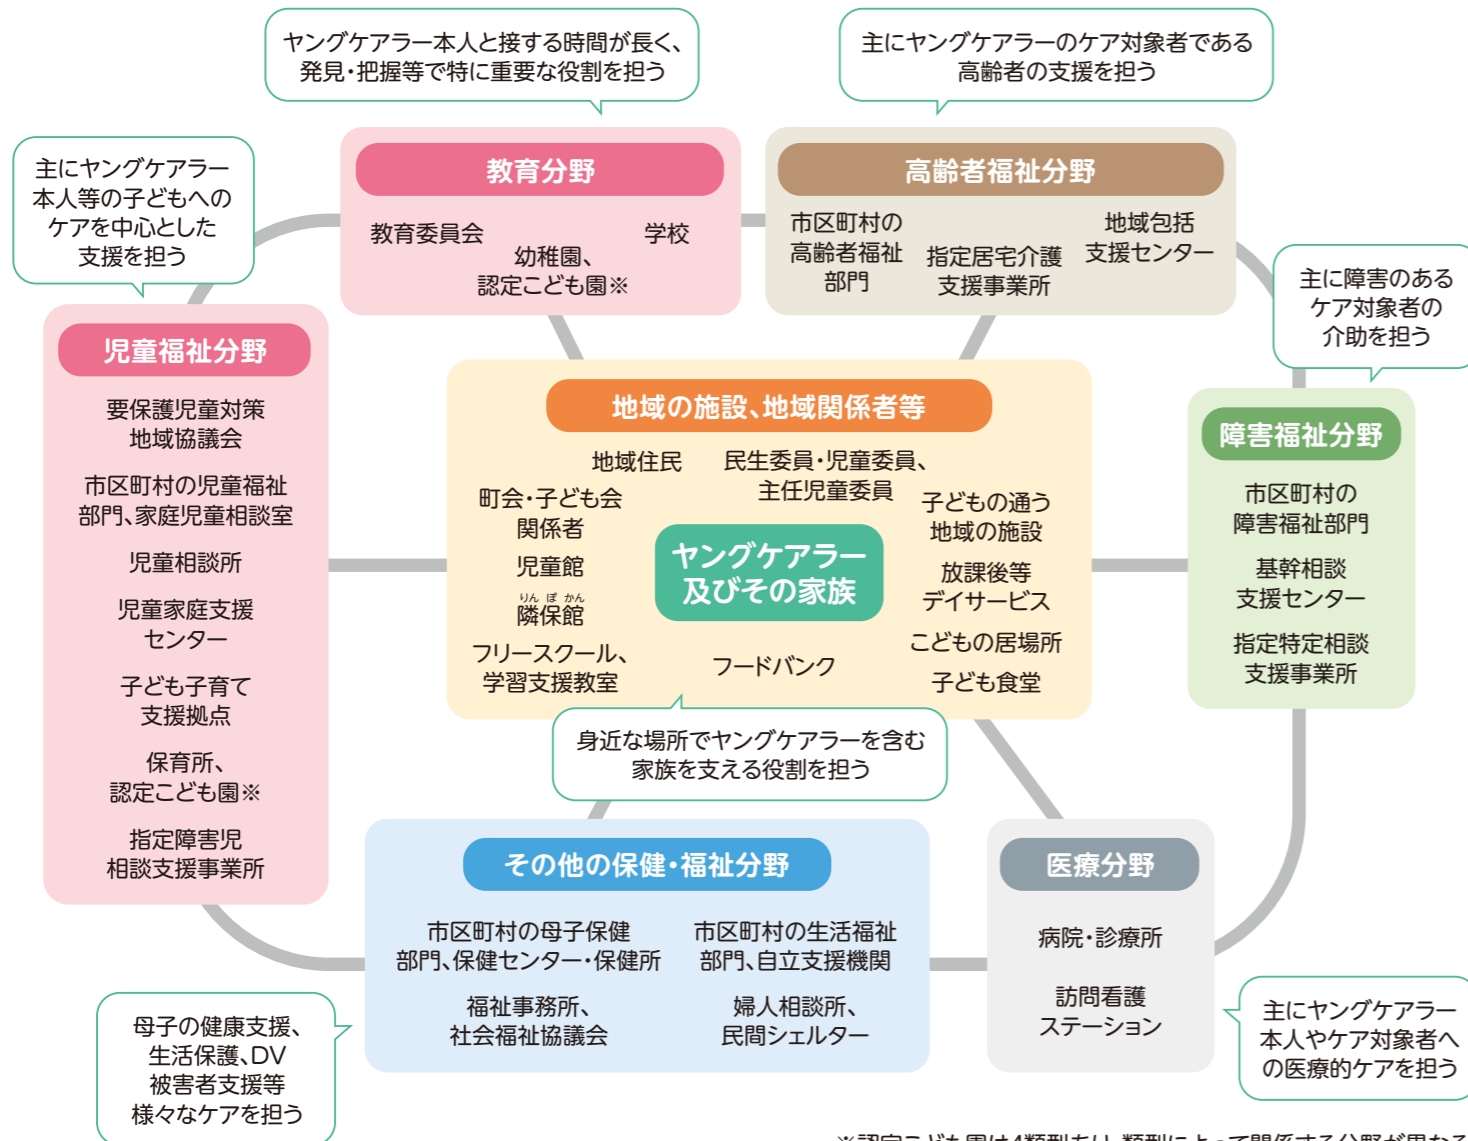 ヤングケアラー本人と接する時間が長く、
発見・把握等で特に重要な役割を担う
主にヤングケアラーのケア対象者である
高齢者の支援を担う
主にヤングケアラー
本人等の子どもへの
ケアを中心とした
支援を担う
教育分野
教育委員会
学校
幼稚園、
認定こども園※
高齢者福祉分野
市区町村の
高齢者福祉
部門
指定居宅介護
支援事業所
地域包括
支援センター
主に障害のある
ケア対象者の
介助を担う
児童福祉分野
要保護児童対策
地域協議会
市区町村の児童福祉
部門、家庭児童相談室
児童相談所
児童家庭支援
センター
子ども子育て
支援拠点
保育所、
認定こども園※
指定障害児
相談支援事業所
地域の施設、地域関係者等
地域住民
民生委員・児童委員、
主任児童委員
町会・子ども会
関係者
児童館
りん ぽ かん
隣保館
フリースクール、
学習支援教室
ヤングケアラー
及びその家族
フードバンク
子どもの通う
地域の施設
放課後等
デイサービス
こどもの居場所
子ども食堂
障害福祉分野
市区町村の
障害福祉部門
基幹相談
支援センター
指定特定相談
支援事業所
身近な場所でヤングケアラーを含む
家族を支える役割を担う
その他の保健・福祉分野
市区町村の母子保健
部門、保健センター・保健所
市区町村の生活福祉
部門、自立支援機関
福祉事務所、
社会福祉協議会
婦人相談所、
民間シェルター
医療分野
病院・診療所
訪問看護
ステーション
母子の健康支援、
生活保護、DV
被害者支援等
様々なケアを担う
主にヤングケアラー
本人やケア対象者へ
の医療的ケアを担う
※認定こども園は4類型あり、類型によって関係する分野が異なる